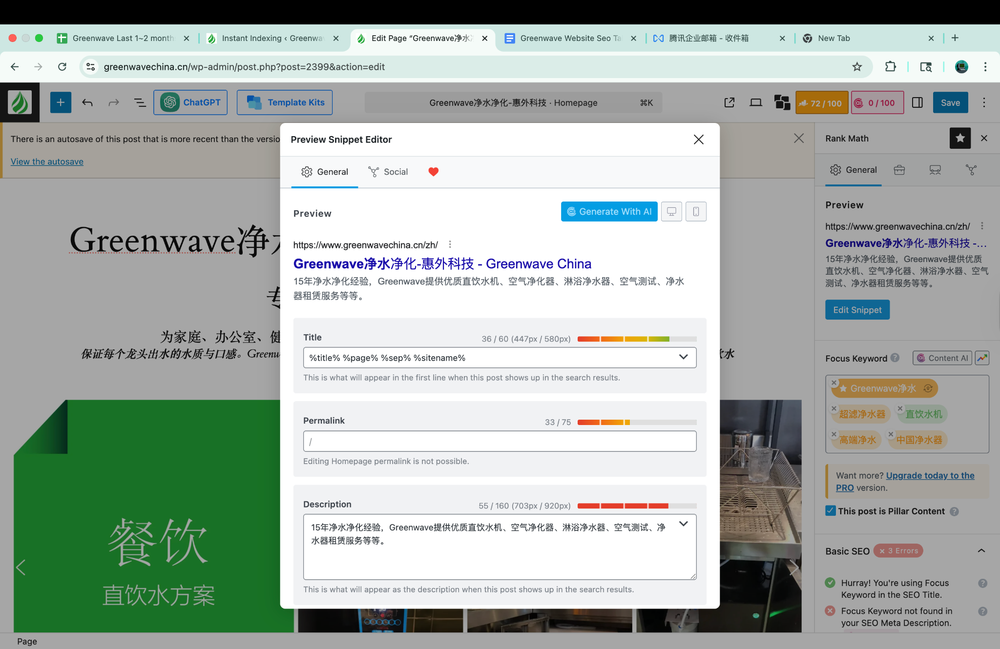 Greenwave Last 1~2 month
Instant Indexing ‹ Greenwav
Edit Page “Greenwave净水
Greenwave Website Seo Ta
腾讯企业邮箱 - 收件箱
New Tab
greenwavechina.cn/wp-admin/post.php?post=2399&action=edit
ChatGPT
Template Kits
Greenwave净水净化-惠外科技 · Homepage
⌘K
72 / 100
0 / 100
Save
There is an autosave of this post that is more recent than the versio
View the autosave
Greenwave净
为家庭、办公室、健
保证每个龙头出水的水质与口感。Greenw
水
餐饮
直饮水方案
Page
Preview Snippet Editor
General
Social
Preview
Generate With AI
https://www.greenwavechina.cn/zh/
Greenwave净水净化-惠外科技 - Greenwave China
15年净水净化经验，Greenwave提供优质直饮水机、空气净化器、淋浴净水器、空气测试、净水
器租赁服务等等。
Title
36 / 60 (447px / 580px)
%title% %page% %sep% %sitename%
This is what will appear in the first line when this post shows up in the search results.
Permalink
33 / 75
/
Editing Homepage permalink is not possible.
Description
55 / 160 (703px / 920px)
15年净水净化经验，Greenwave提供优质直饮水机、空气净化器、淋浴净水器、空气测试、净
水器租赁服务等等。
This is what will appear as the description when this post shows up in the search results.
Rank Math
General
Preview
https://www.greenwavechina.cn/zh/
Greenwave净水净化-惠外科技 -...
15年净水净化经验，Greenwave提供优质
直饮水机、空气净化器、淋浴净水器、空气
测试、净水器租赁服务等等。
Edit Snippet
Focus Keyword
Content AI
Greenwave净水
超滤净水器
直饮水机
高端净水
中国净水器
Want more? Upgrade today to the
PRO version.
This post is Pillar Content
Basic SEO
× 3 Errors
Hurray! You're using Focus
Keyword in the SEO Title.
Focus Keyword not found in
your SEO Meta Description.